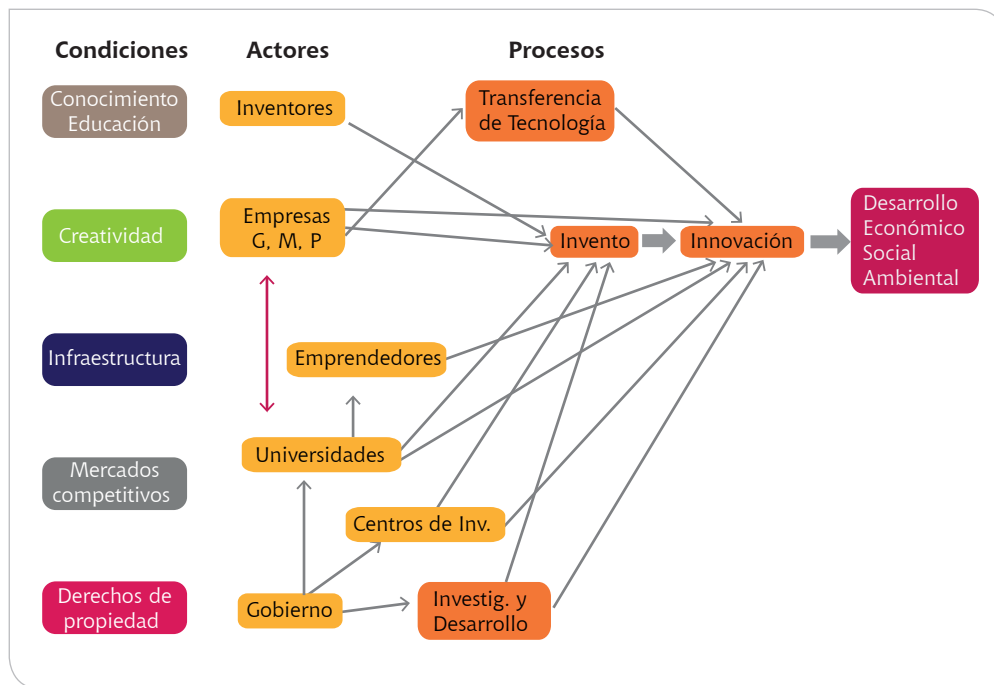 Condiciones
Actores
Procesos
Conocimiento
Educación
Inventores
Transferencia
de Tecnología
Creatividad
Empresas
G, M, P
Invento
Innovación
Desarrollo
Económico
Social
Ambiental
Infraestructura
Emprendedores
Mercados
competitivos
Universidades
Centros de Inv.
Derechos de
propiedad
Gobierno
Investig. y
Desarrollo